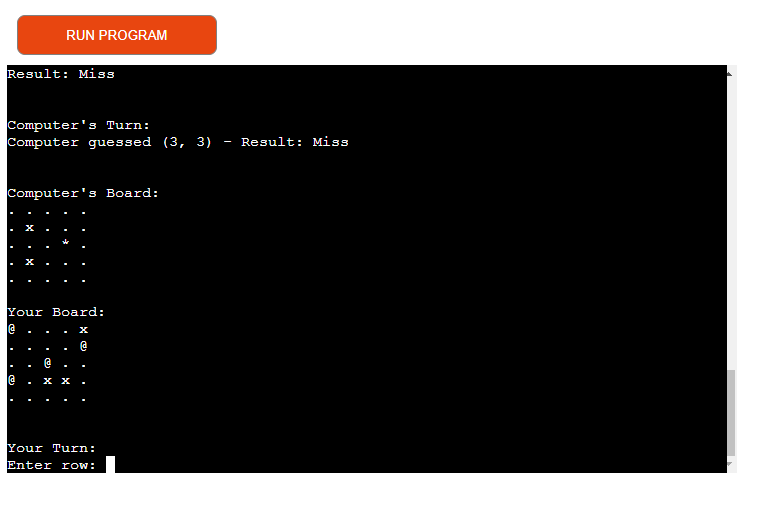 RUN PROGRAM
Result: Miss
Computer's Turn:
Computer guessed (3, 3) - Result: Miss
Computer's Board:
. . . . .
. x . . .
. . . * .
. x . . .
. . . . .
Your Board:
@ . . . x
. . . . @
. . @ . .
@ . x x .
. . . . .
Your Turn:
Enter row: